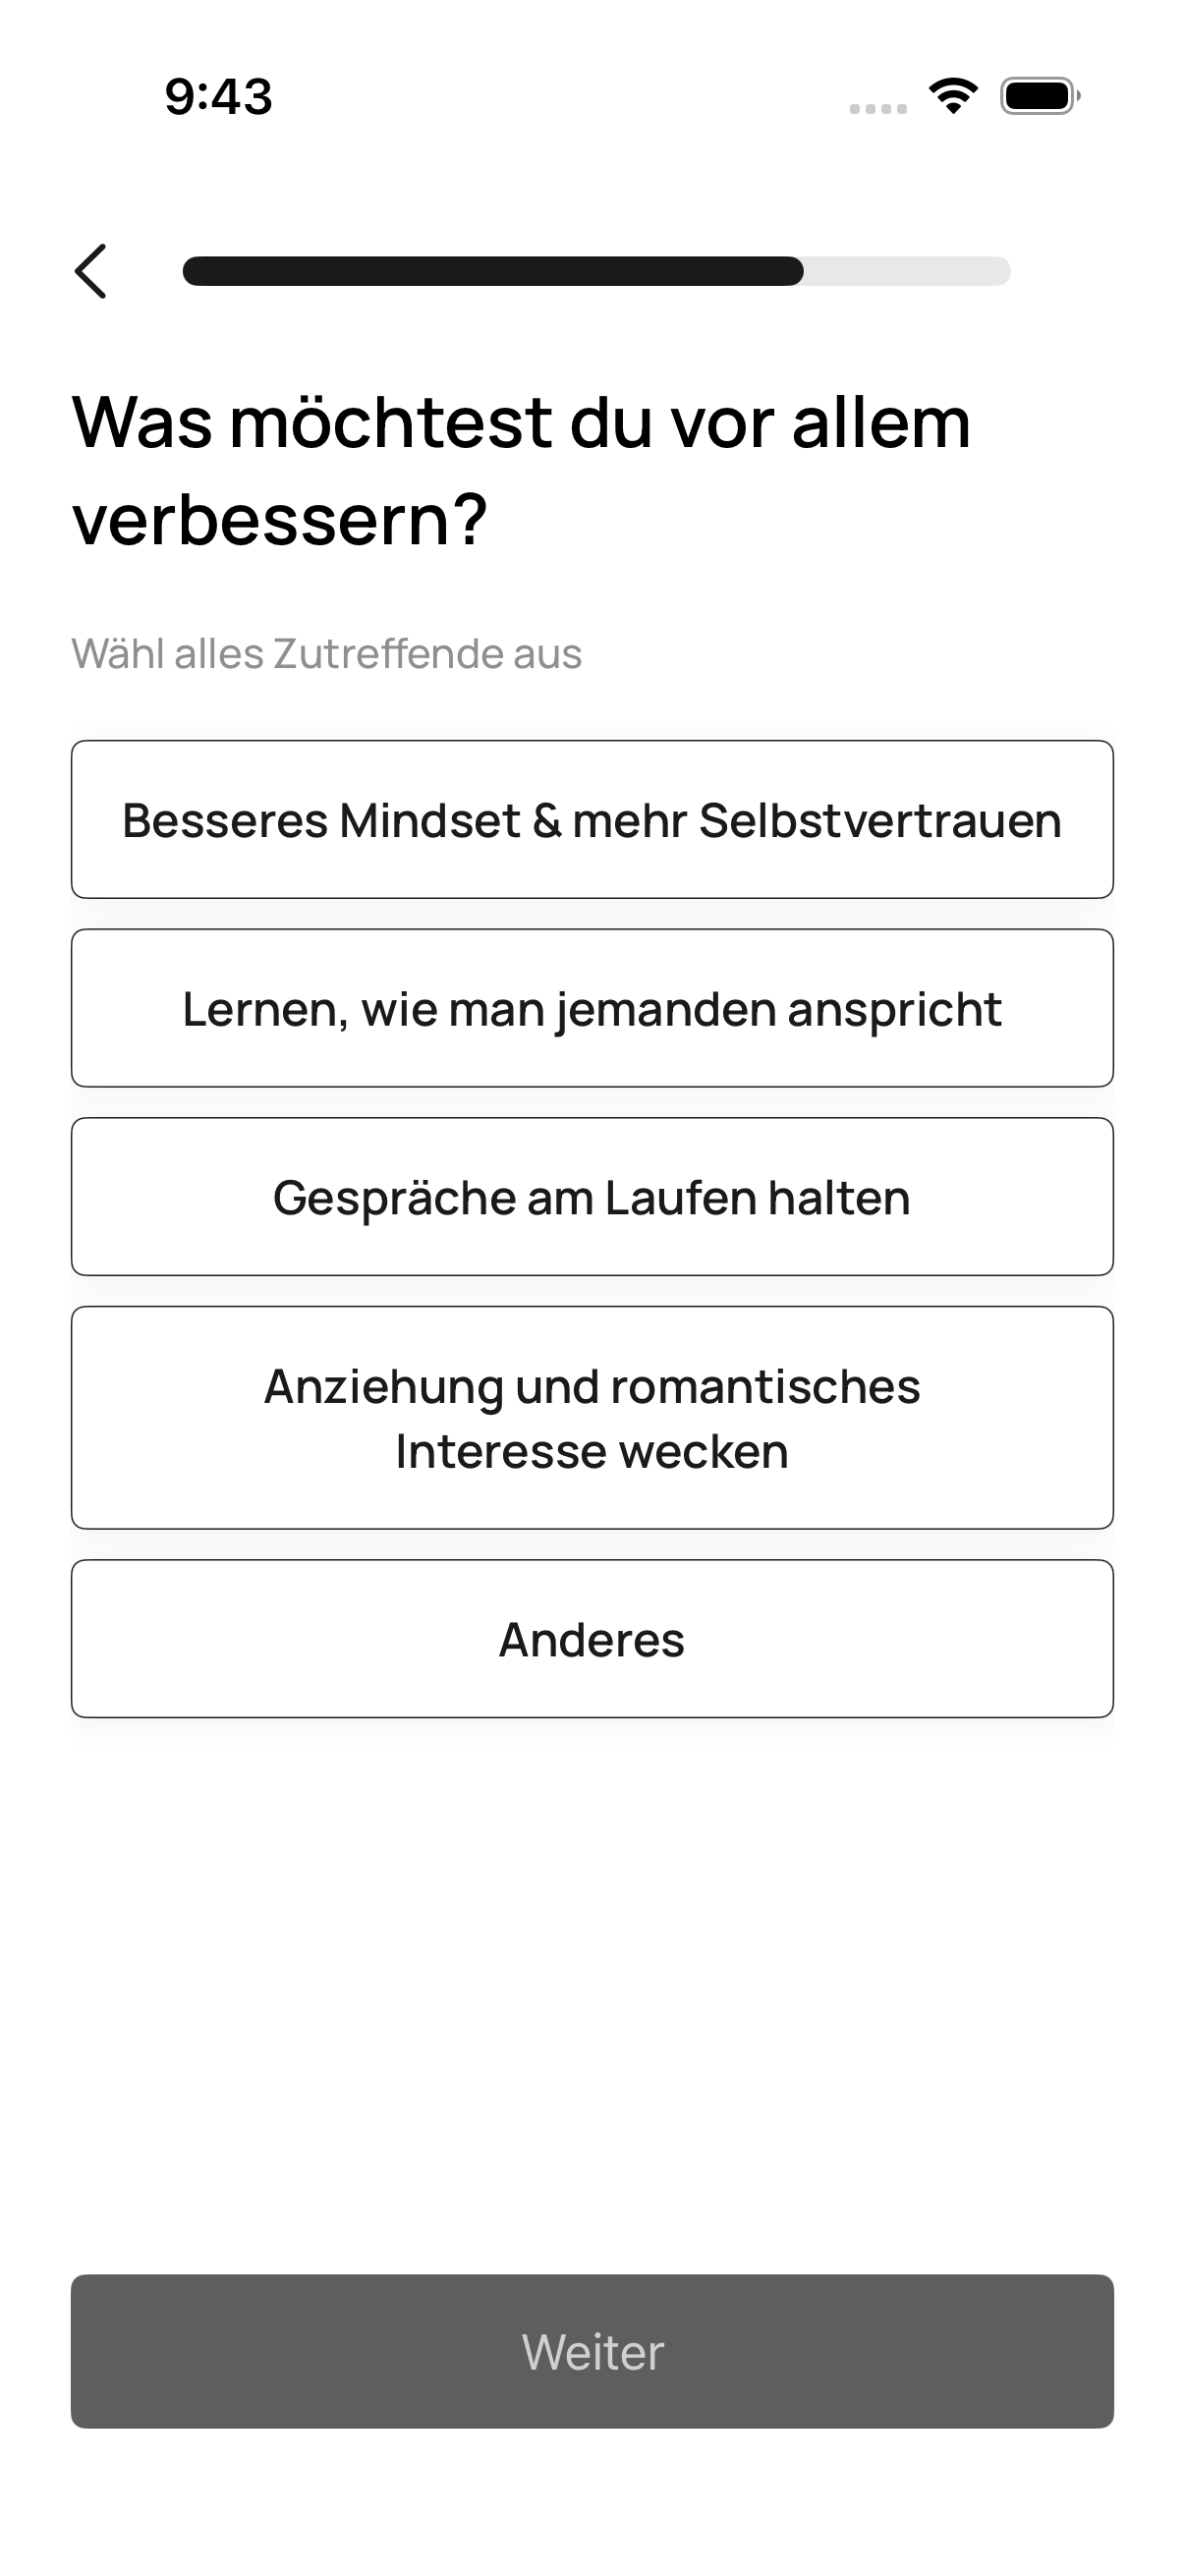 9:43
Was möchtest du vor allem
verbessern?
Wähl alles Zutreffende aus
Besseres Mindset & mehr Selbstvertrauen
Lernen, wie man jemanden anspricht
Gespräche am Laufen halten
Anziehung und romantisches
Interesse wecken
Anderes
Weiter